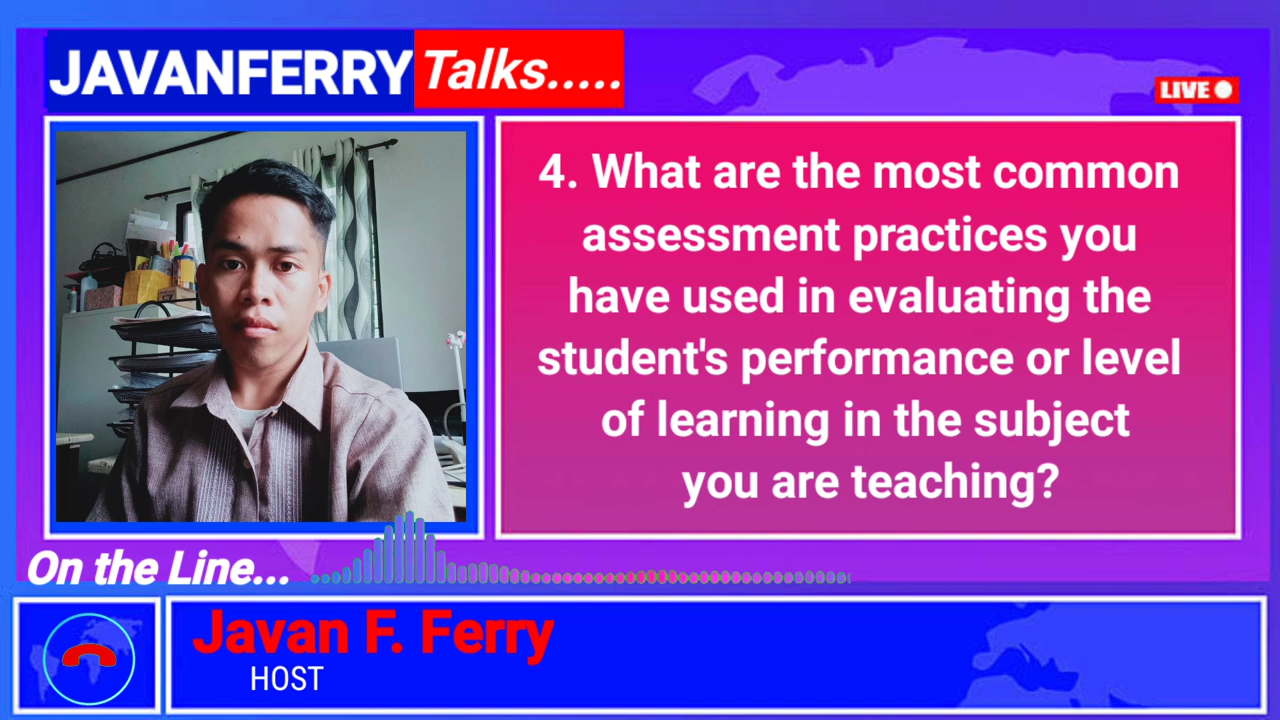 JAVANFERRY Talks.....
LIVE
4. What are the most common
assessment practices you
have used in evaluating the
student's performance or level
of learning in the subject
you are teaching?
On the Line...
Javan F. Ferry
HOST